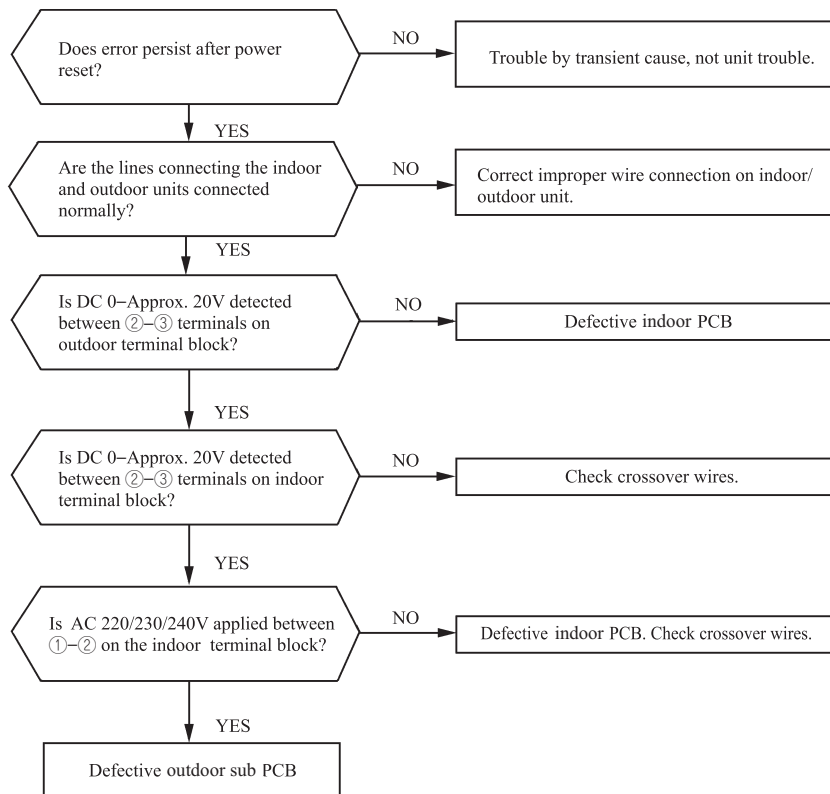 Does error persist after power
reset?
NO
Trouble by transient cause, not unit trouble.
YES
Are the lines connecting the indoor
and outdoor units connected
normally?
NO
Correct improper wire connection on indoor/
outdoor unit.
YES
Is DC 0–Approx. 20V detected
between ②–③ terminals on
outdoor terminal block?
NO
Defective indoor PCB
YES
Is DC 0–Approx. 20V detected
between ②–③ terminals on indoor
terminal block?
NO
Check crossover wires.
YES
Is AC 220/230/240V applied between
①–② on the indoor terminal block?
NO
Defective indoor PCB. Check crossover wires.
YES
Defective outdoor sub PCB